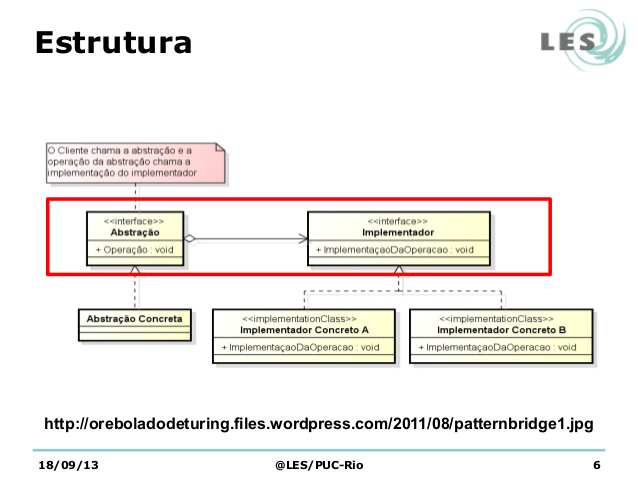 Estrutura
LES
O Cliente chama a abstração e a
operação da abstração chama a
implementação do implementador
<<interface>>
Abstração
+ Operação : void
<<interface>>
Implementador
+ ImplementaçaoDaOperacao : void
Abstração Concreta
<<implementationClass>>
Implementador Concreto A
+ ImplementaçaoDaOperacao : void
<<implementationClass>>
Implementador Concreto B
+ ImplementaçaoDaOperacao : void
http://oreboladodeturing.files.wordpress.com/2011/08/patternbridge1.jpg
18/09/13
@LES/PUC-Rio
6